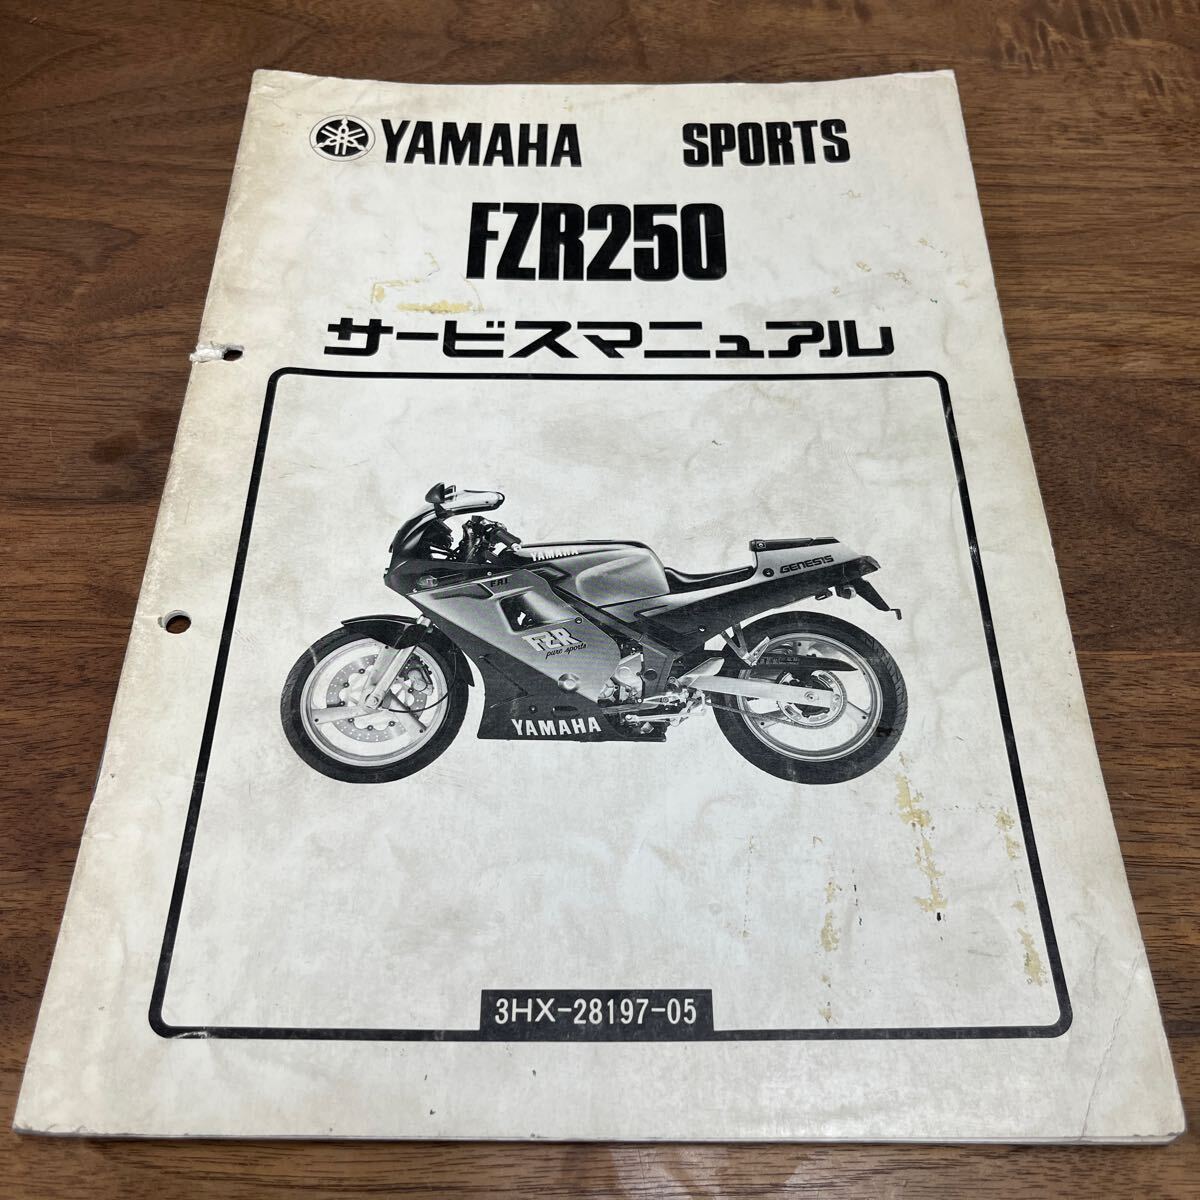 YAMAHA SPORTS
FZR250
サービスマニュアル
YAMAHA
GENESIS
FZR
pure sports
YAMAHA
3HX-28197-05